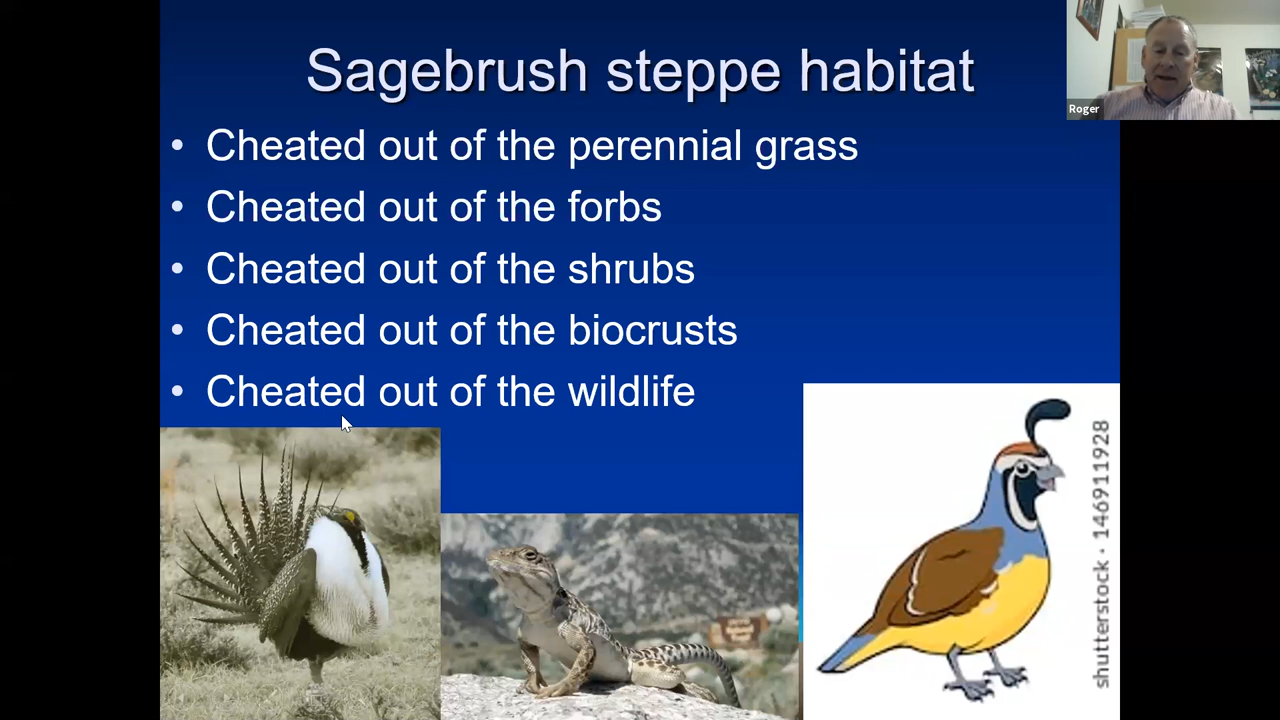 Sagebrush steppe habitat
Roger
• Cheated out of the perennial grass
• Cheated out of the forbs
• Cheated out of the shrubs
• Cheated out of the biocrusts
• Cheated out of the wildlife
shutterstock · 146911928